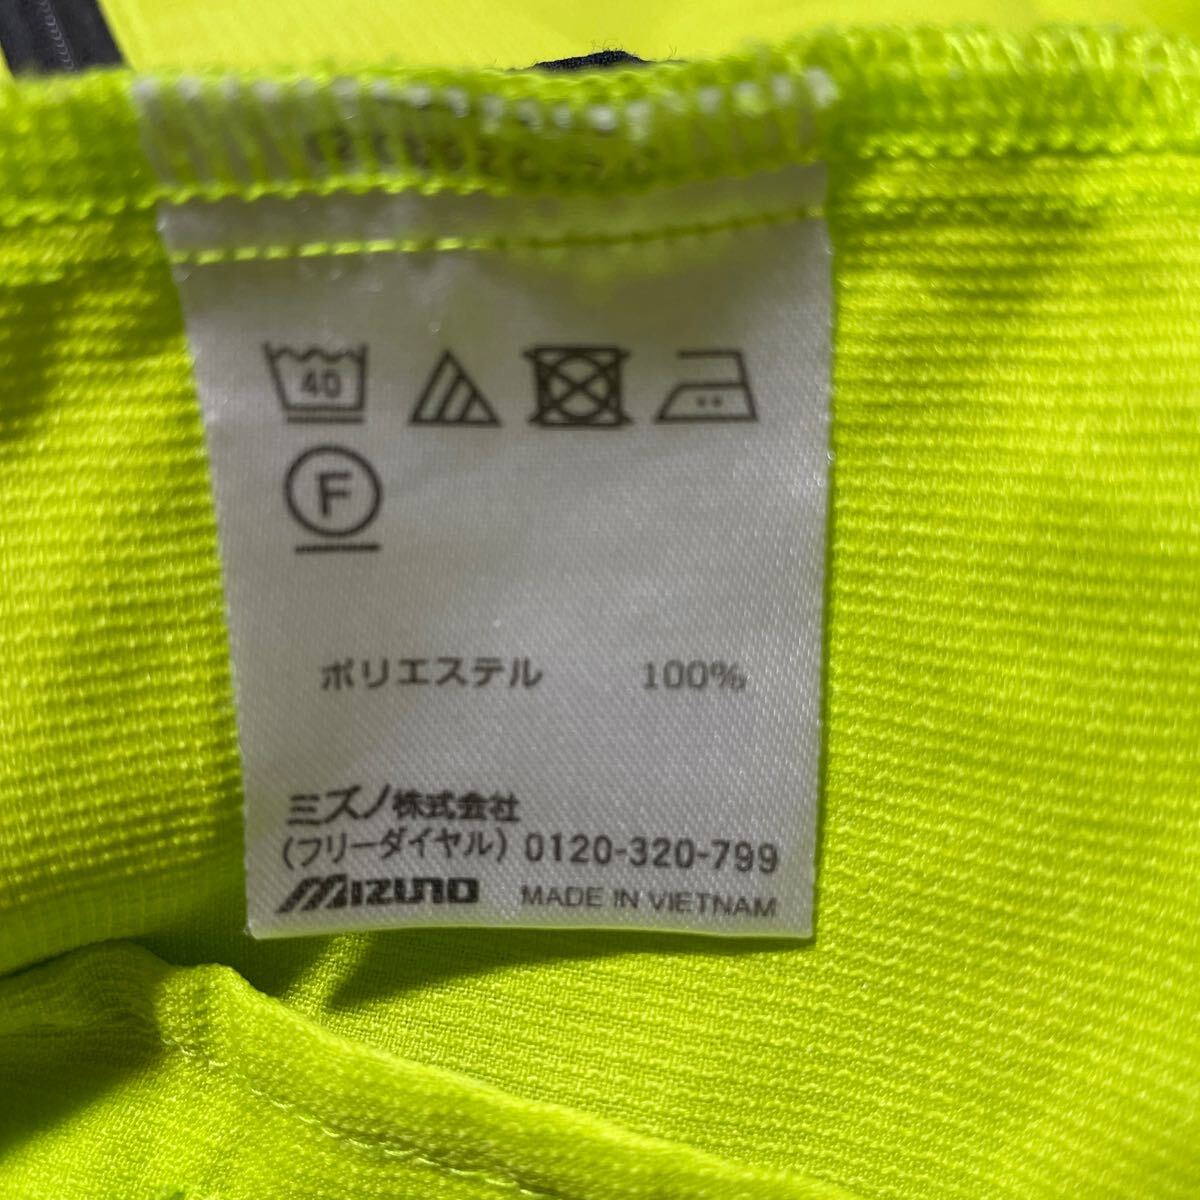 40
F
ポリエステル 100%
ミズノ株式会社
(フリーダイヤル) 0120-320-799
MIZUNO MADE IN VIETNAM